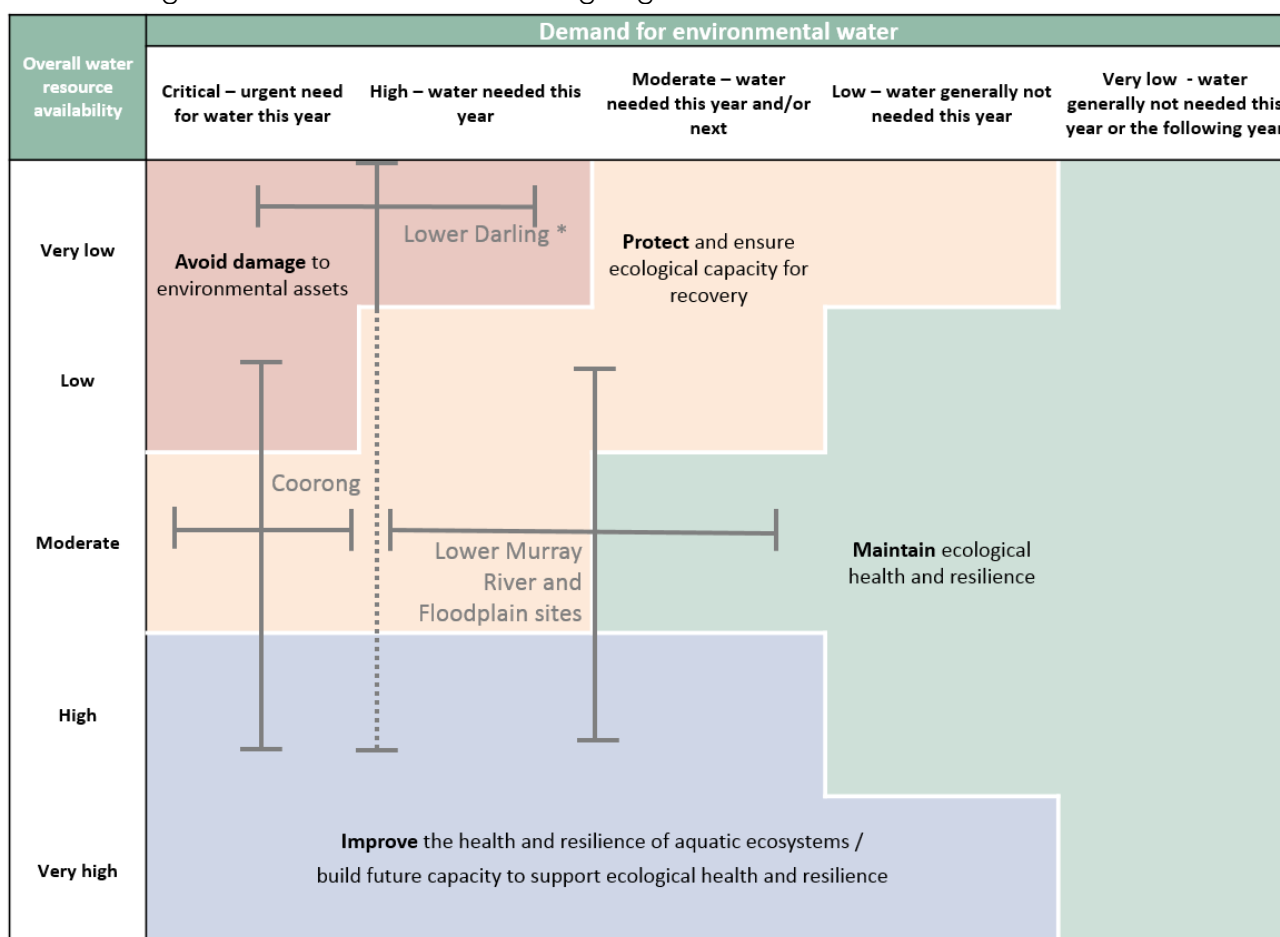 Demand for environmental water
Overall water
resource
availability
Critical – urgent need
for water this year
High – water needed this
year
Moderate – water
needed this year and/or
next
Low – water generally not
needed this year
Very low - water
generally not needed this
year or the following year
Very low
Low
Moderate
High
Very high
Avoid damage to
environmental assets
Lower Darling *
Protect and ensure
ecological capacity for
recovery
Coorong
Lower Murray
River and
Floodplain sites
Maintain ecological
health and resilience
Improve the health and resilience of aquatic ecosystems /
build future capacity to support ecological health and resilience